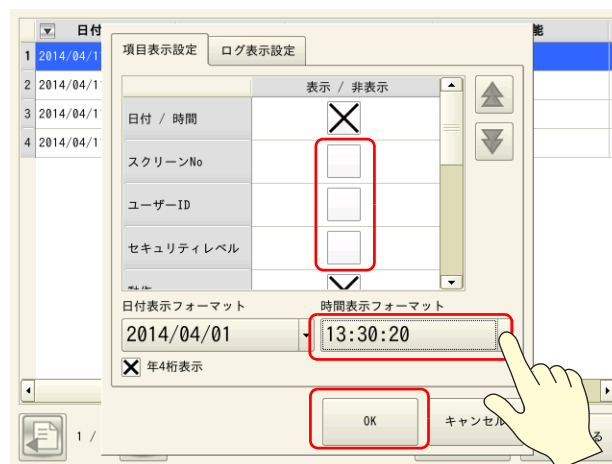 日付
能
1 2014/04/1
2 2014/04/1
3 2014/04/1
4 2014/04/1
項目表示設定 ログ表示設定
表示 / 非表示
日付 / 時間
スクリーンNo
ユーザーID
セキュリティレベル
日付表示フォーマット 時間表示フォーマット
2014/04/01 13:30:20
年4桁表示
OK キャンセル
1 /
る